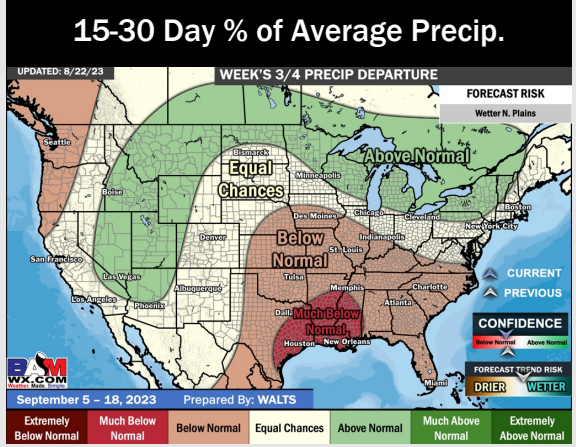 15-30 Day % of Average Precip.
UPDATED: 8/22/23
WEEK'S 3/4 PRECIP DEPARTURE
FORECAST RISK
Wetter N. Plains
Seattle
Bismarck
Above Normal
Equal
Chances
Minneapolis
Boise
Boston
Des Moines
Chicago
Cleveland
New York City
Denver
Below
Normal
Indianapolis
St. Louis
San Francisco
CURRENT
Las Vegas
Tulsa
PREVIOUS
Albuquerque
Memphis
Charlotte
Los Angeles
Phoenix
Atlanta
Dalla
Much Below
Normal
CONFIDENCE
Below Normal
Above Normal
Houston
New Orleans
BAM
WX.COM
Weather. Made. Simple.
FORECAST TREND RISK
DRIER
WETTER
Miami
September 5 – 18, 2023
Prepared By: WALTS
Extremely
Below Normal
Much Below
Normal
Below Normal
Equal Chances
Above Normal
Much Above
Normal
Extremely
Above Normal